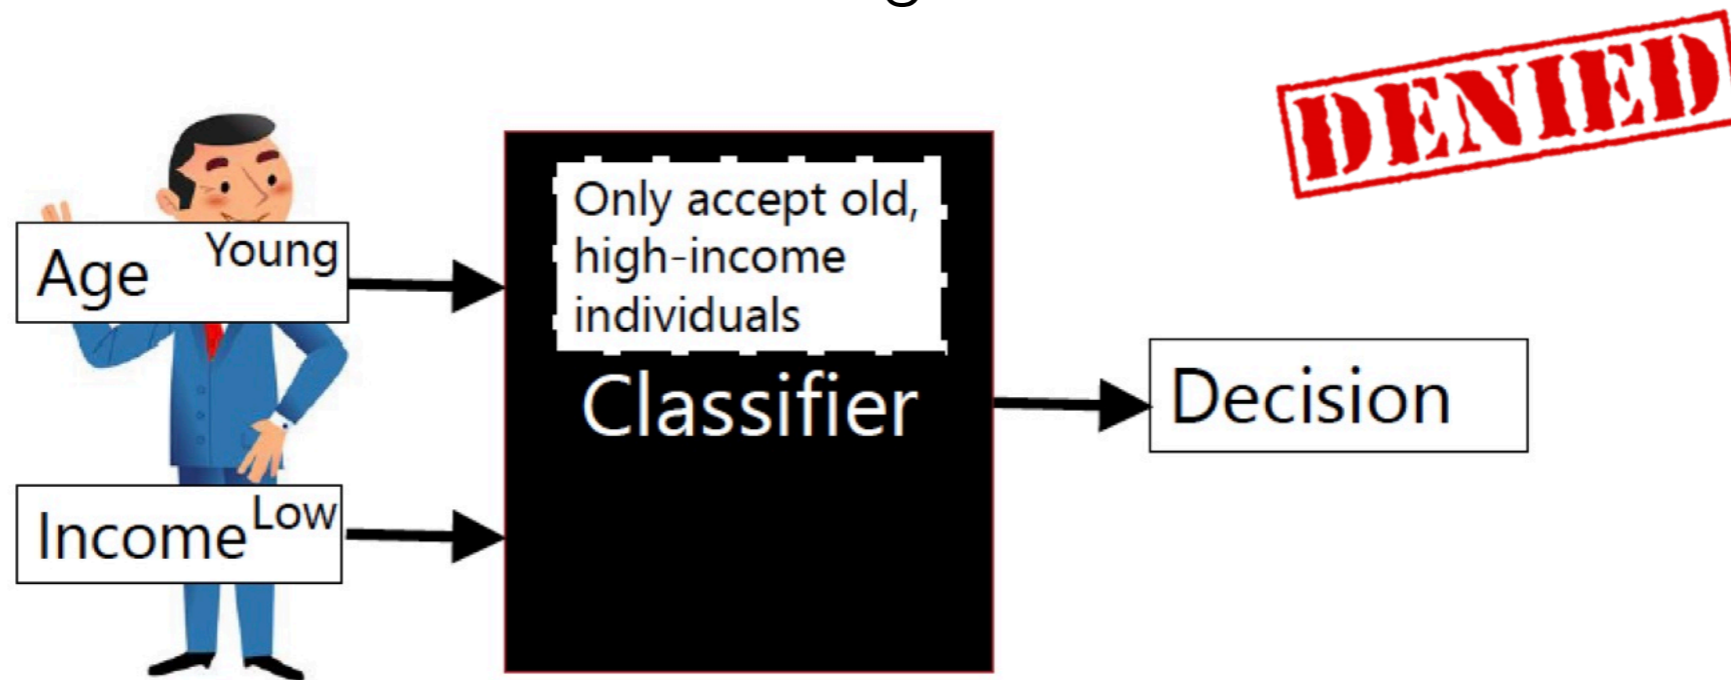 DENIED
Age Young
Only accept old,
high-income
individuals
Classifier
Decision
Income Low